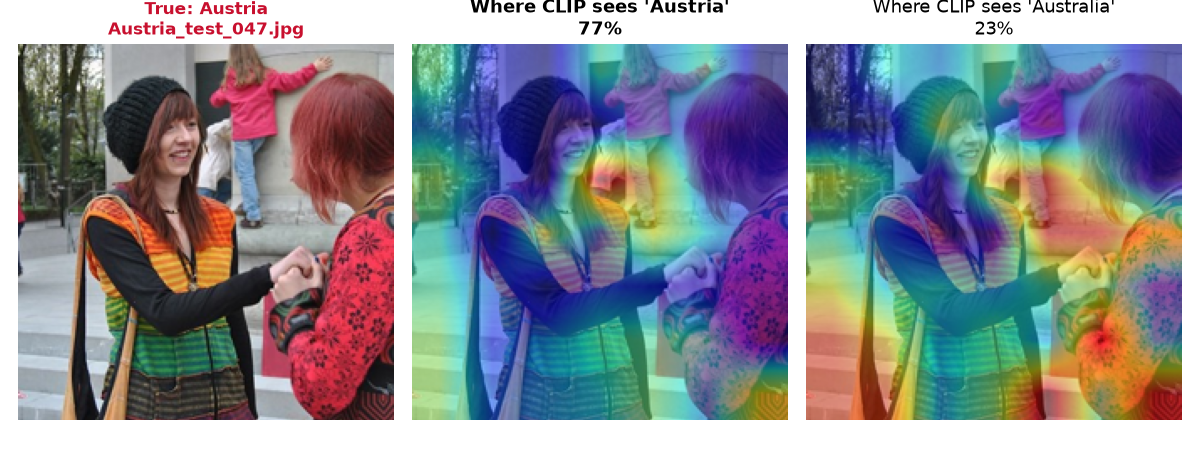 True: Austria
Austria_test_047.jpg
Where CLIP sees 'Austria'
77%
Where CLIP sees 'Australia'
23%